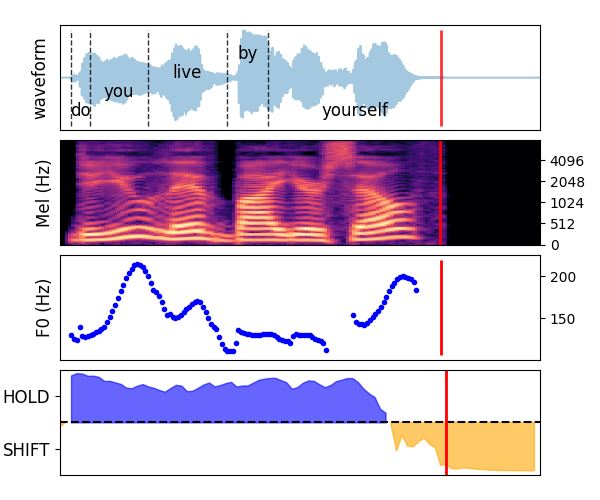 waveform
do
you
live
by
yourself
Mel (Hz)
4096
2048
1024
512
0
F0 (Hz)
200
150
HOLD
SHIFT